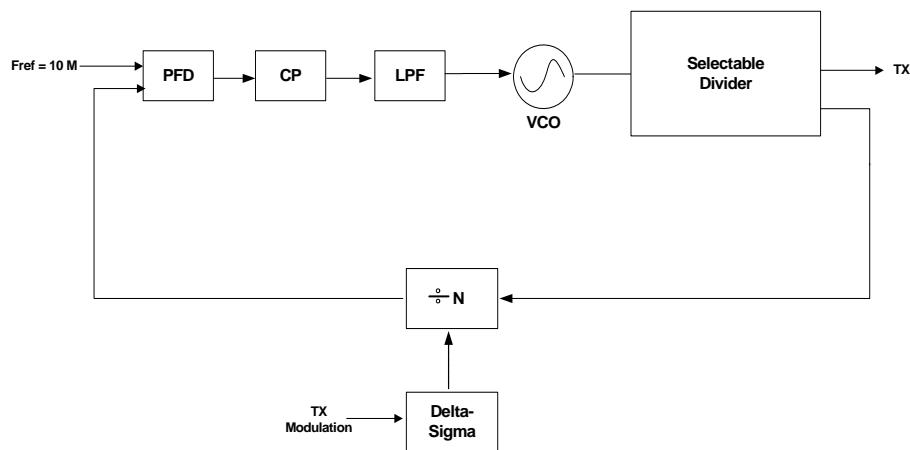 Fref = 10 M
PFD
CP
LPF
VCO
Selectable
Divider
TX
÷ N
TX
Modulation
Delta-
Sigma